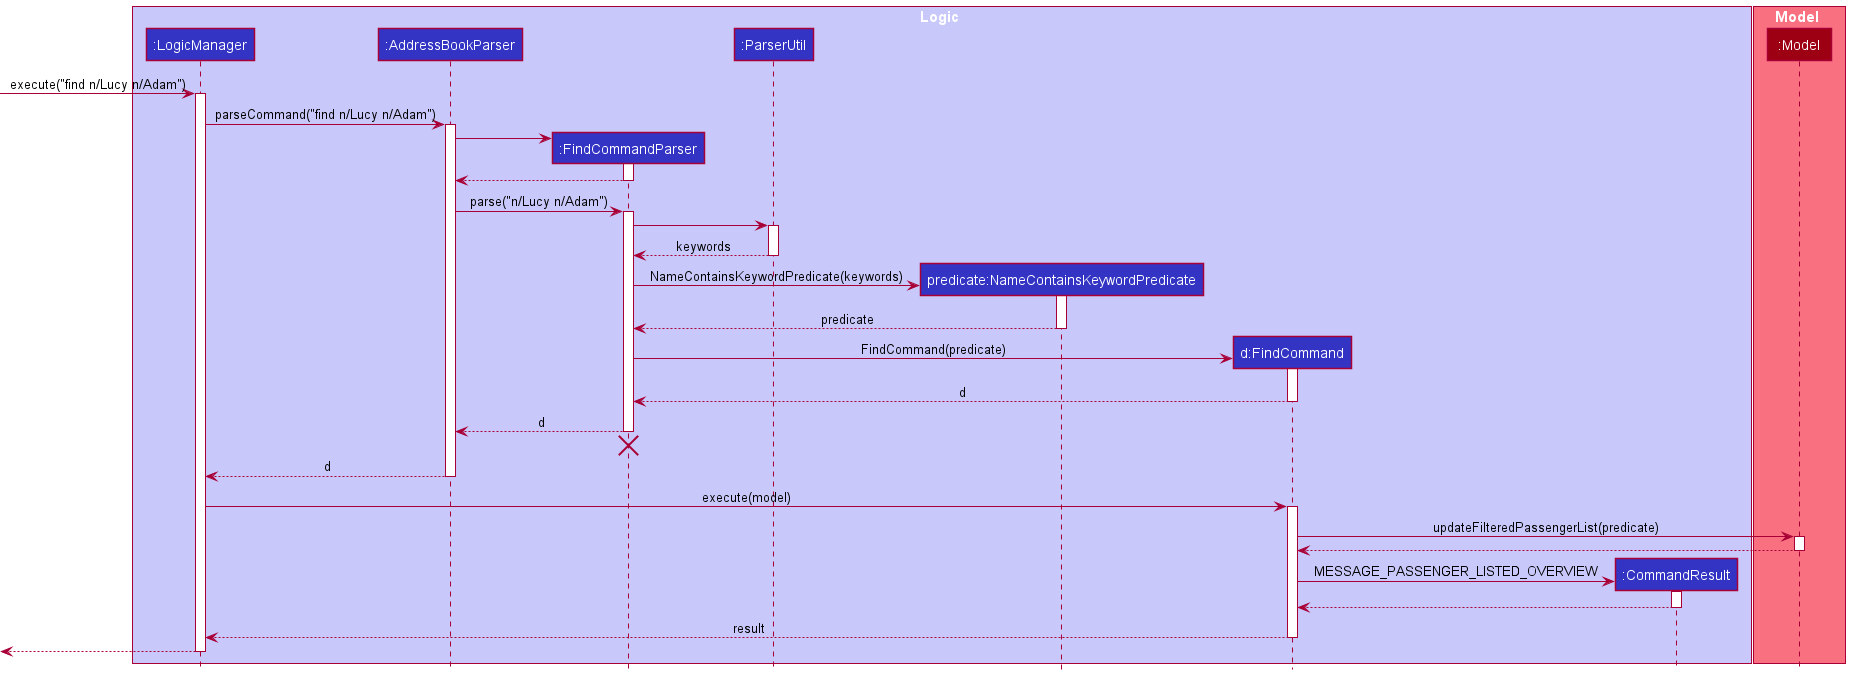 Logic
Model
:LogicManager
:AddressBookParser
:ParserUtil
:Model
execute("find n/Lucy n/Adam")
parseCommand("find n/Lucy n/Adam")
:FindCommandParser
parse("n/Lucy n/Adam")
keywords
NameContainsKeywordPredicate(keywords)
predicate:NameContainsKeywordPredicate
predicate
FindCommand(predicate)
d:FindCommand
d
d
d
execute(model)
updateFilteredPassengerList(predicate)
MESSAGE_PASSENGER_LISTED_OVERVIEW
:CommandResult
result